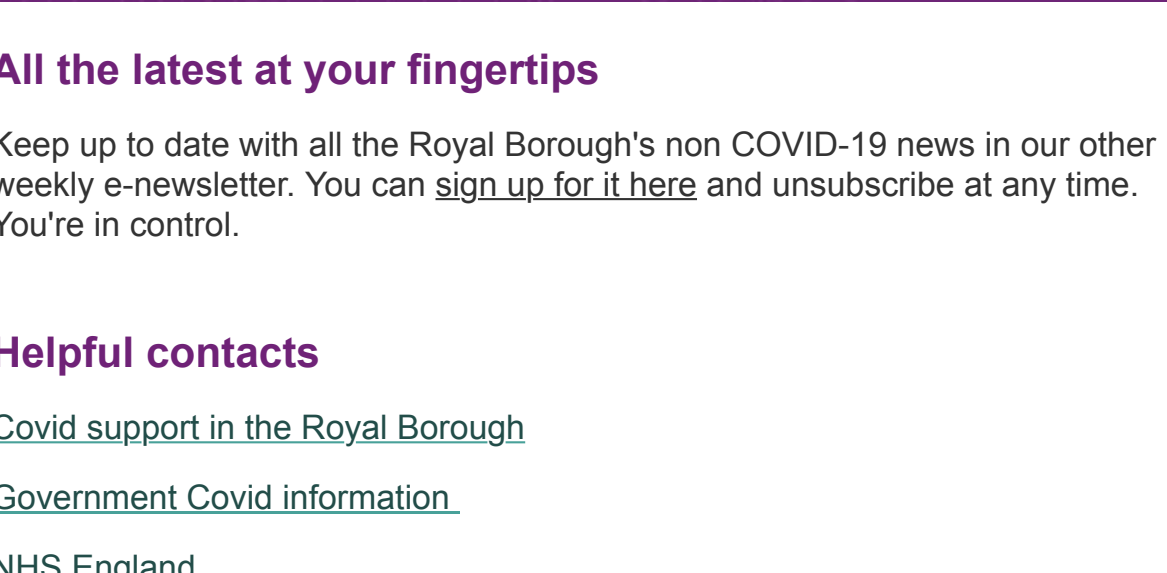 All the latest at your fingertips
Keep up to date with all the Royal Borough's non COVID-19 news in our other
weekly e-newsletter. You can sign up for it here and unsubscribe at any time.
You're in control.
Helpful contacts
Covid support in the Royal Borough
Government Covid information
NHS England